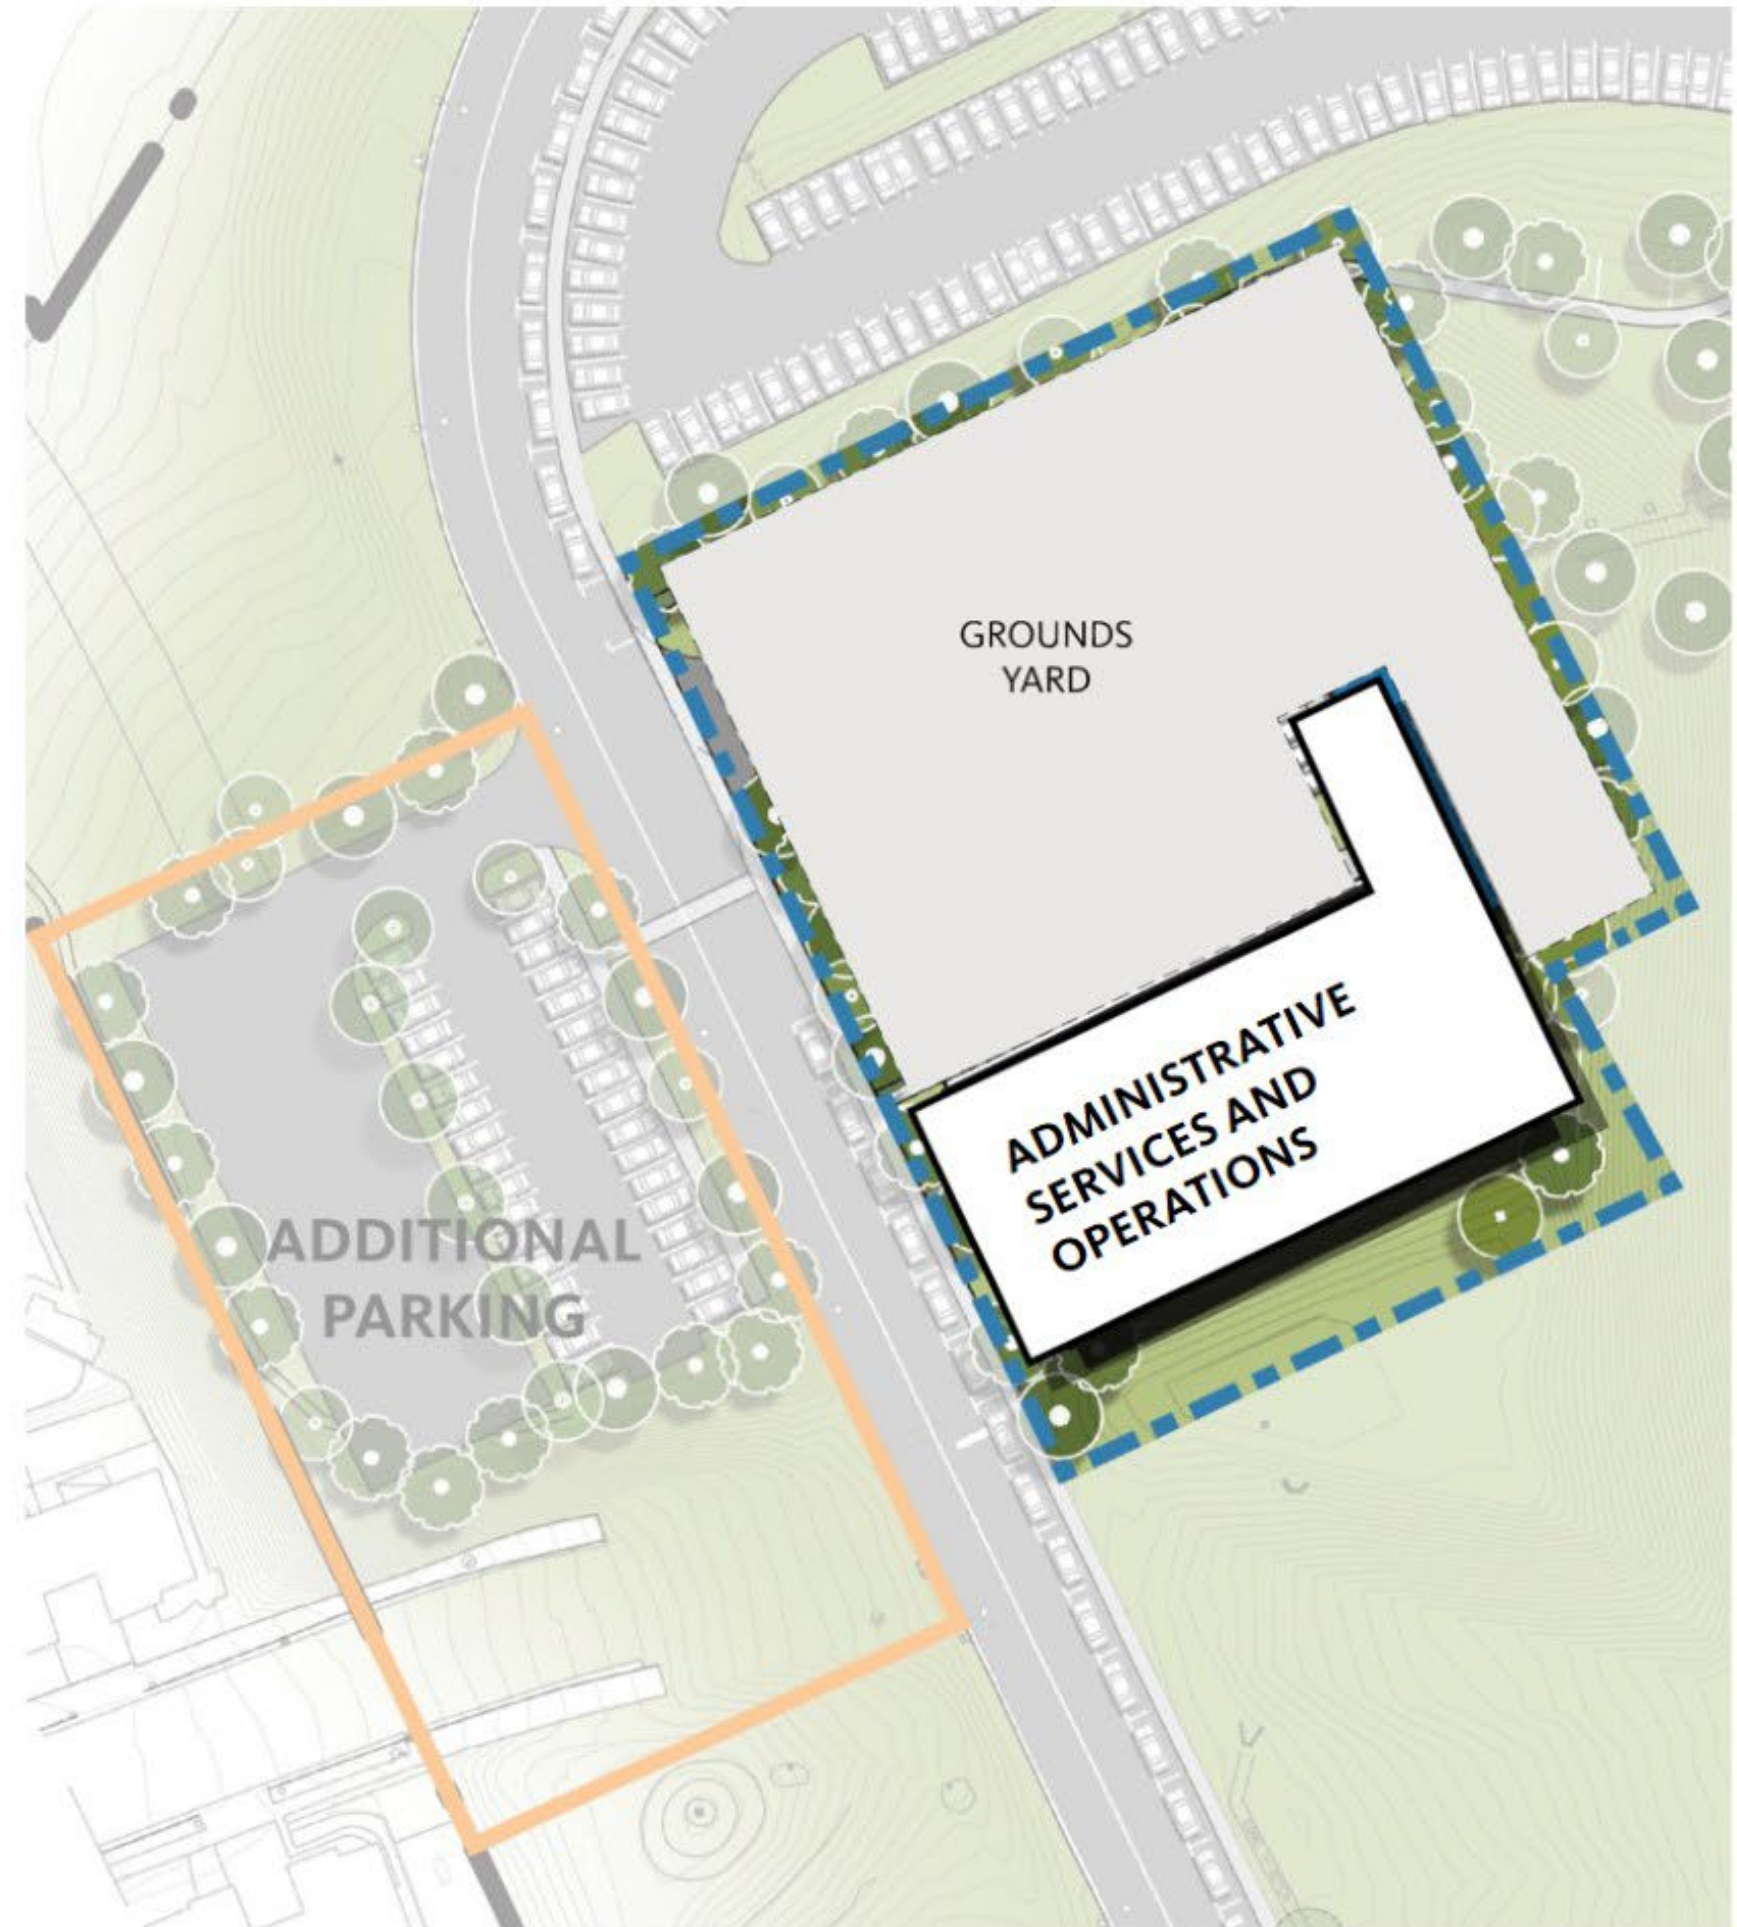 GROUNDS
YARD
ADMINISTRATIVE
SERVICES AND
OPERATIONS
ADDITIONAL
PARKING